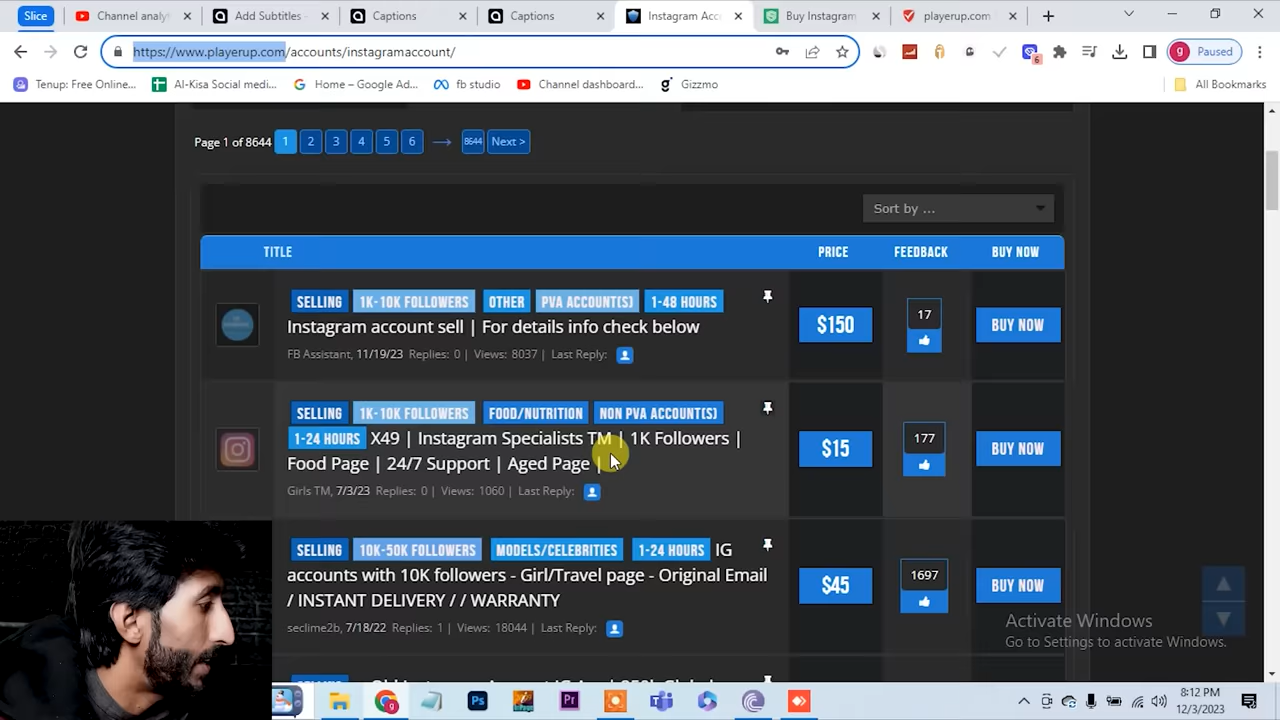 Slice
Channel analy
Add Subtitles -
Captions
Captions
Instagram Acc
Buy Instagram
playerup.com
https://www.playerup.com/accounts/instagramaccount/
6
g Paused
Tenup: Free Online...
Al-Kisa Social medi...
Home – Google Ad...
fb studio
Channel dashboard...
Gizzmo
All Bookmarks
Page 1 of 8644 1 2 3 4 5 6 → 8644 Next >
Sort by ...
TITLE PRICE FEEDBACK BUY NOW
SELLING 1K-10K FOLLOWERS OTHER PVA ACCOUNT(S) 1-48 HOURS
Instagram account sell | For details info check below
FB Assistant, 11/19/23 Replies: 0 | Views: 8037 | Last Reply:
$150
17
BUY NOW
SELLING 1K-10K FOLLOWERS FOOD/NUTRITION NON PVA ACCOUNT(S)
1-24 HOURS X49 | Instagram Specialists TM | 1K Followers |
Food Page | 24/7 Support | Aged Page |
Girls TM, 7/3/23 Replies: 0 | Views: 1060 | Last Reply:
$15
177
BUY NOW
SELLING 10K-50K FOLLOWERS MODELS/CELEBRITIES 1-24 HOURS IG
accounts with 10K followers - Girl/Travel page - Original Email
/ INSTANT DELIVERY / / WARRANTY
seclime2b, 7/18/22 Replies: 1 | Views: 18044 | Last Reply:
$45
1697
BUY NOW
Activate Windows
Go to Settings to activate Windows.
Ps
Pr
8:12 PM
12/3/2023